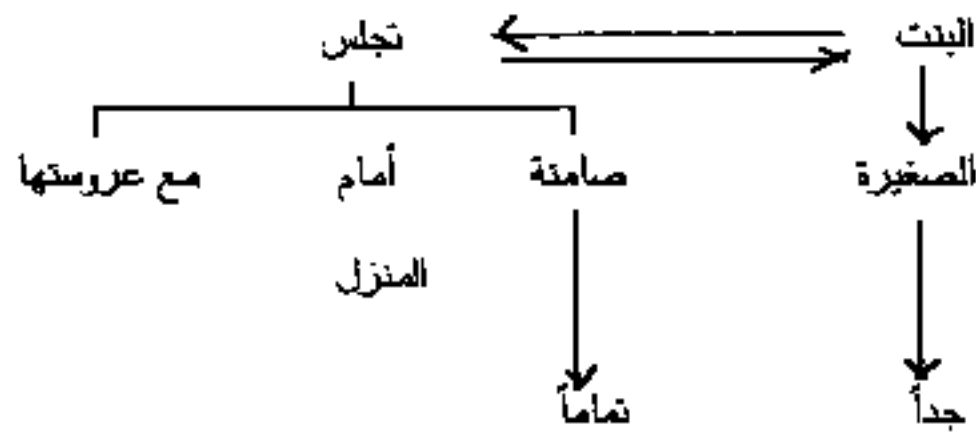 البنت تجلس
الصغيرة صامتة أمام مع عروستها
المنزل
جداً تماماً